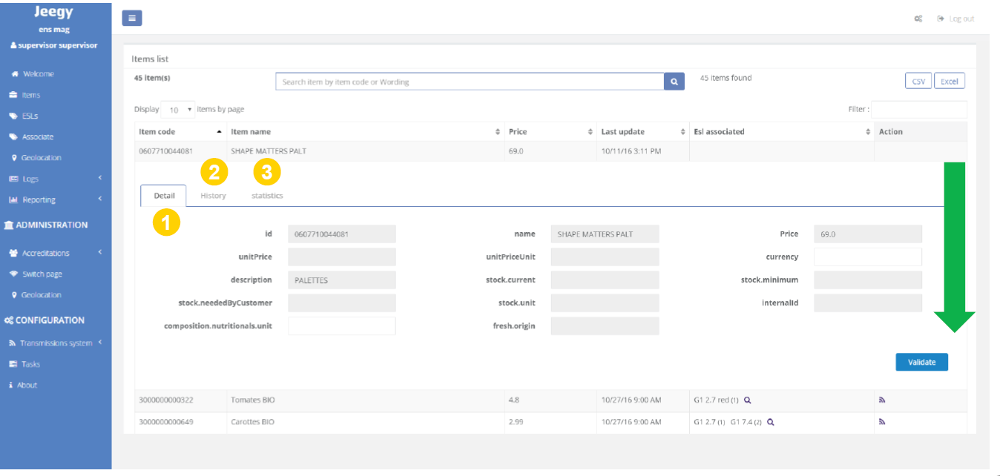 Jeegy
ens mag
supervisor supervisor
Welcome
Items
ESLs
Associate
Geolocation
Logs
Reporting
ADMINISTRATION
Accreditations
Switch page
Geolocation
CONFIGURATION
Transmissions system
Tasks
About
Log out
Items list
45 item(s)
Search item by item code or Wording
45 items found
CSV Excel
Display 10 items by page
Filter :
Item code Item name Price Last update Esl associated Action
0607710044081 SHAPE MATTERS PALT 69.0 10/11/16 3:11 PM
2 3
Detail History statistics
1
id 0607710044081 name SHAPE MATTERS PALT Price 69.0
unitPrice unitPriceUnit currency
description PALETTES stock.current stock.minimum
stock.neededByCustomer stock.unit internalId
composition.nutritionals.unit fresh.origin
Validate
3000000000322 Tomates BIO 4.8 10/27/16 9:00 AM G1 2.7 red (1)
3000000000649 Carottes BIO 2.99 10/27/16 9:00 AM G1 2.7 (1) G1 7.4 (2)